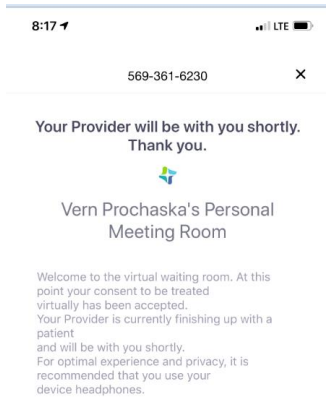 8:17
LTE
569-361-6230
Your Provider will be with you shortly.
Thank you.
Vern Prochaska's Personal
Meeting Room
Welcome to the virtual waiting room. At this
point your consent to be treated
virtually has been accepted.
Your Provider is currently finishing up with a
patient
and will be with you shortly.
For optimal experience and privacy, it is
recommended that you use your
device headphones.